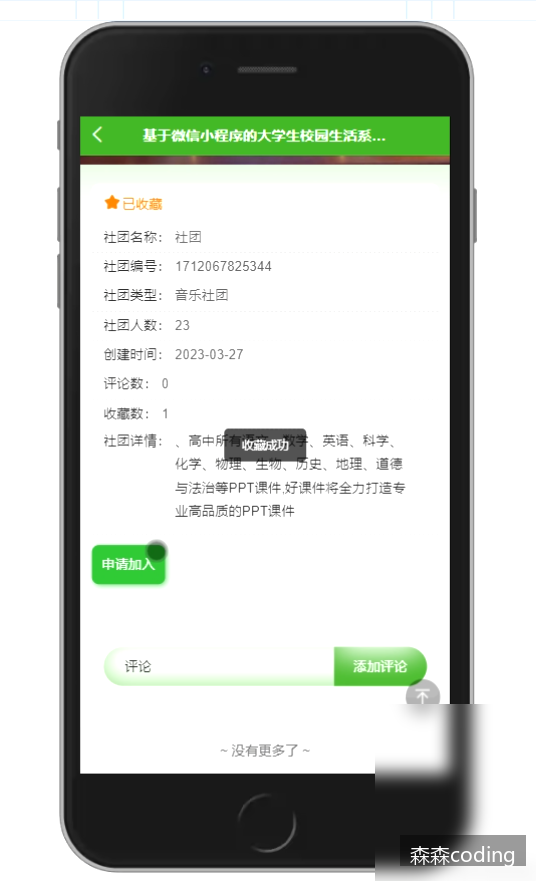 基于微信小程序的大学生校园生活系...
已收藏
社团名称： 社团
社团编号： 1712067825344
社团类型： 音乐社团
社团人数： 23
创建时间： 2023-03-27
评论数： 0
收藏数： 1
社团详情： 、高中所有语文、数学、英语、科学、
收藏成功
化学、物理、生物、历史、地理、道德
与法治等PPT课件,好课件将全力打造专
业高品质的PPT课件
申请加入
评论 添加评论
~ 没有更多了 ~
森森coding